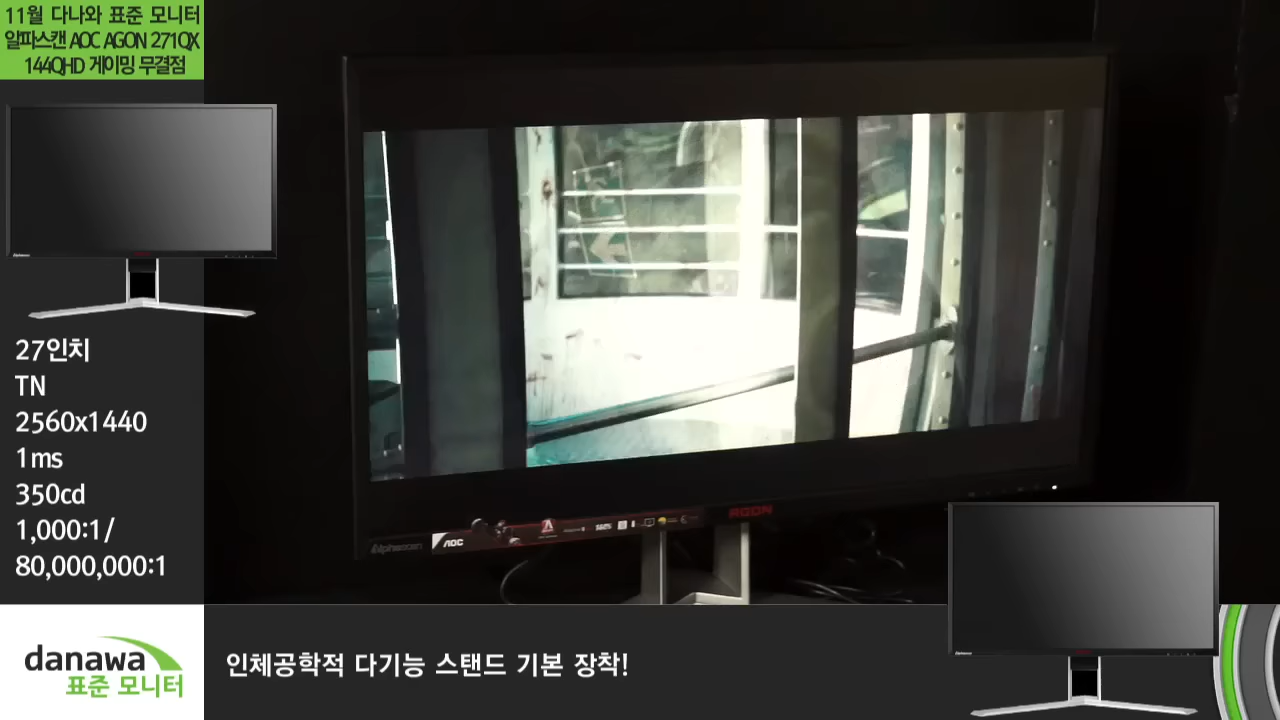 11월 다나와 표준 모니터
알파스캔 AOC AGON 271QX
144QHD 게이밍 무결점
27인치
TN
2560x1440
1ms
350cd
1,000:1/
80,000,000:1
Alphascan
AOC
AGON
danawa
표준 모니터
인체공학적 다기능 스탠드 기본 장착!